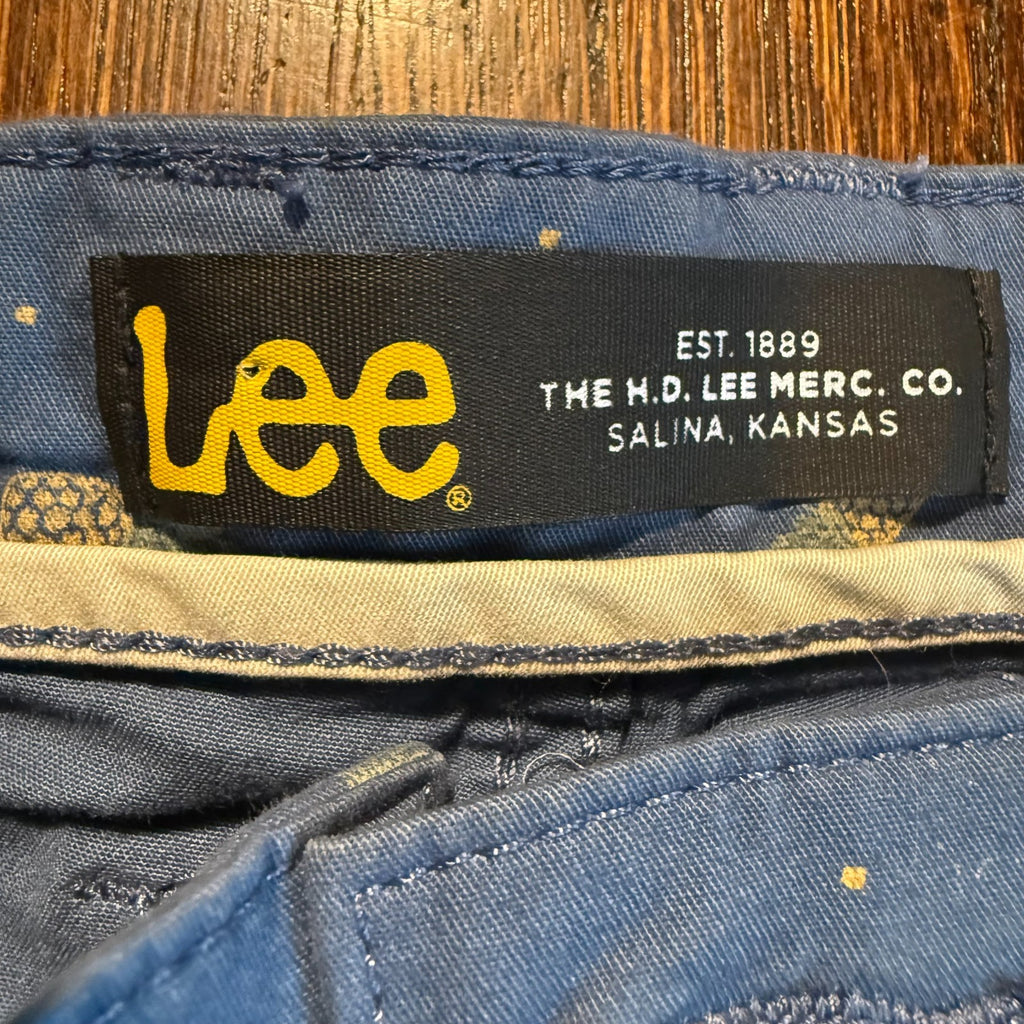 Lee®
EST. 1889
THE H.D. LEE MERC. CO.
SALINA, KANSAS